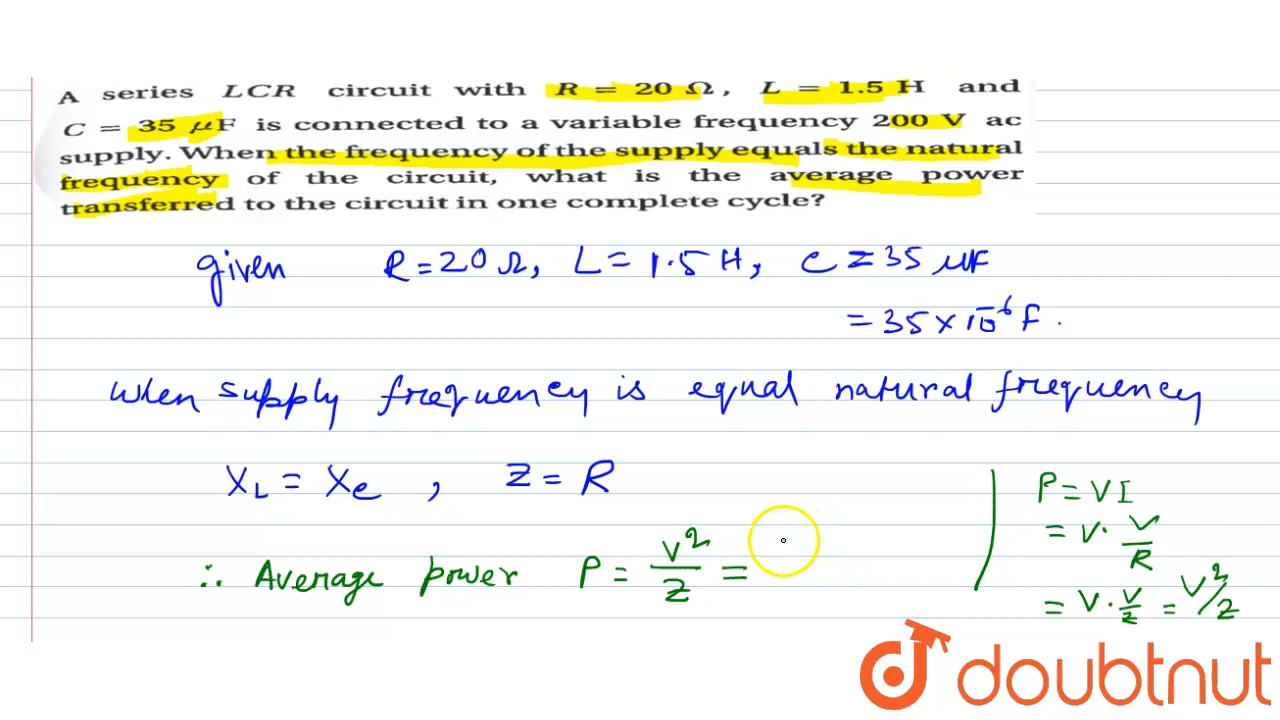 A series LCR circuit with R = 20 Ω, L = 1.5 H and
C = 35 μF is connected to a variable frequency 200 V ac
supply. When the frequency of the supply equals the natural
frequency of the circuit, what is the average power
transferred to the circuit in one complete cycle?
given R = 20 Ω, L = 1.5 H, C = 35 μF
= 35 × 10⁻⁶ F.
When supply frequency is equal natural frequency
X_L = X_C , Z = R
P = V I
= V · V/R
∴ Average power P = V²/Z =
= V · V/Z = V²/Z
doubtnut